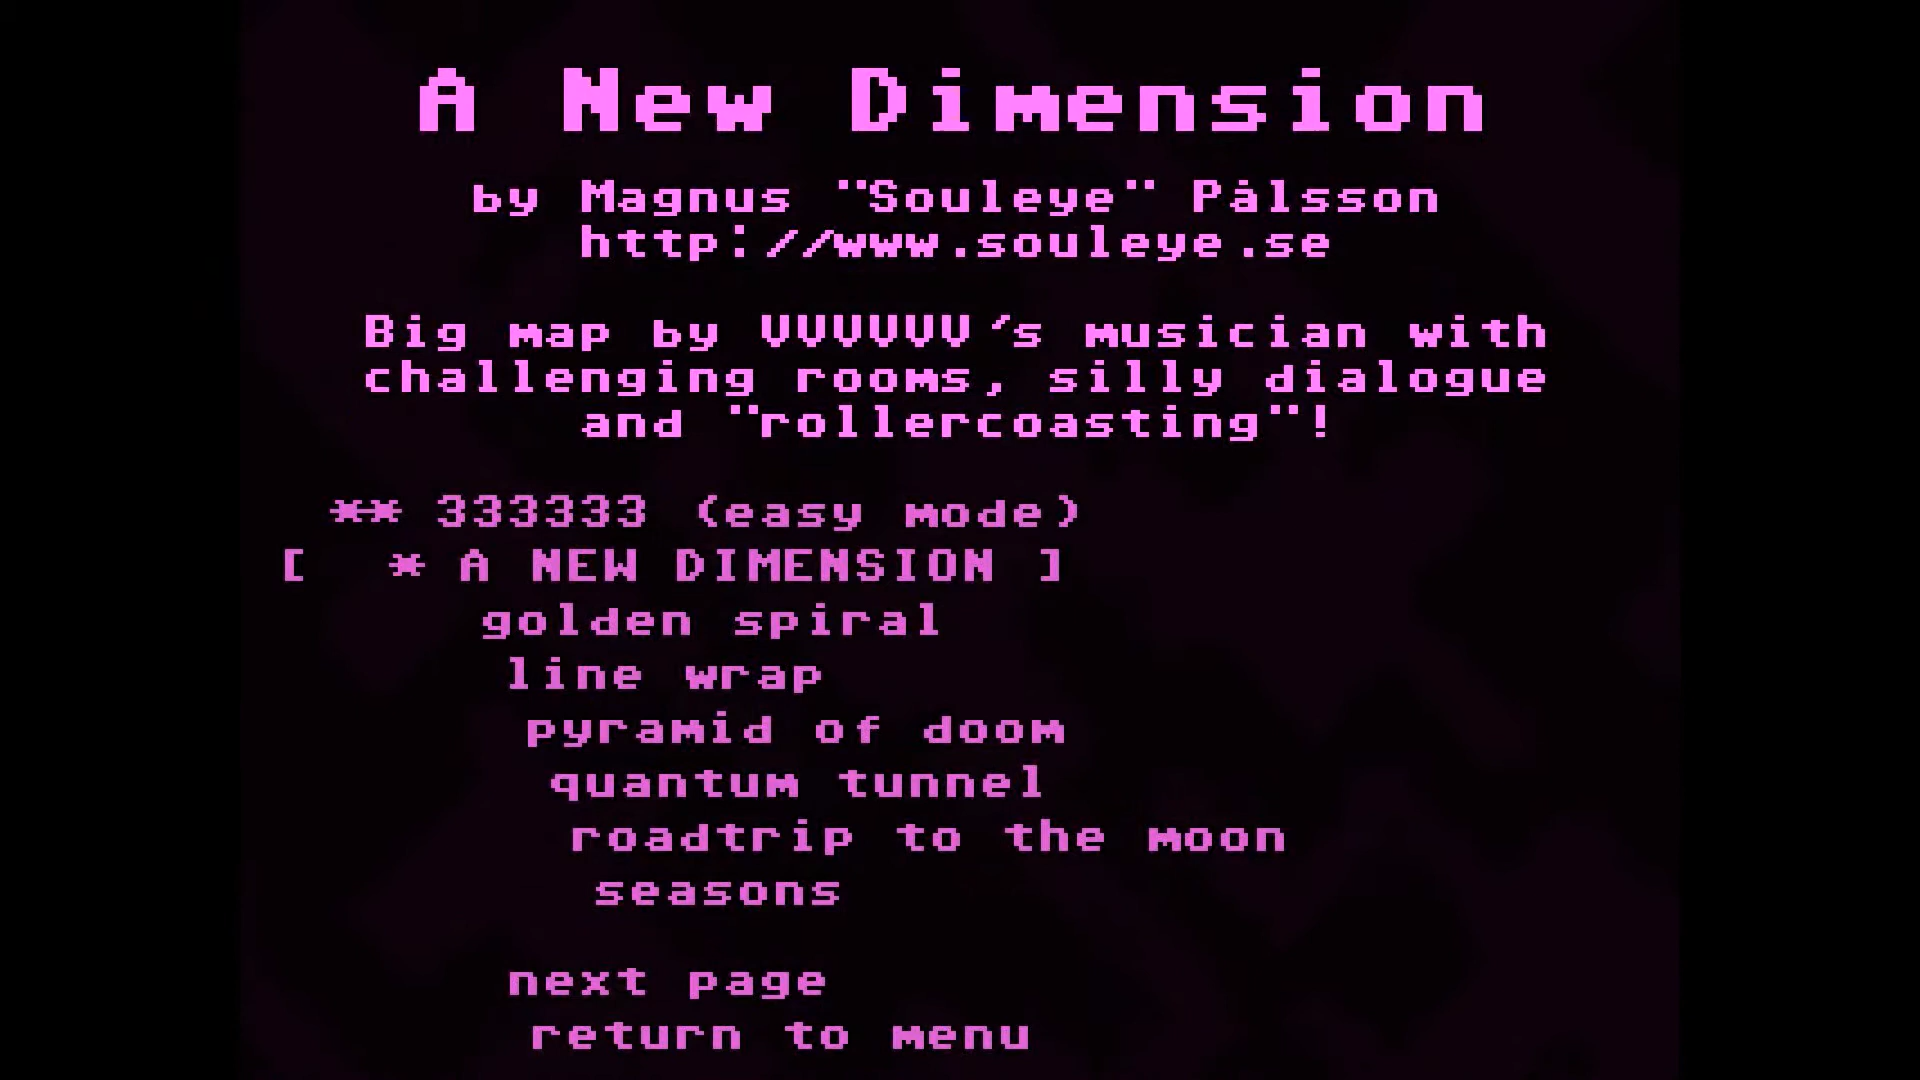 A New Dimension
by Magnus "Souleye" Pålsson
http://www.souleye.se
Big map by VVVVVV's musician with
challenging rooms, silly dialogue
and "rollercoasting"!
** 333333 (easy mode)
[ * A NEW DIMENSION ]
golden spiral
line wrap
pyramid of doom
quantum tunnel
roadtrip to the moon
seasons
next page
return to menu